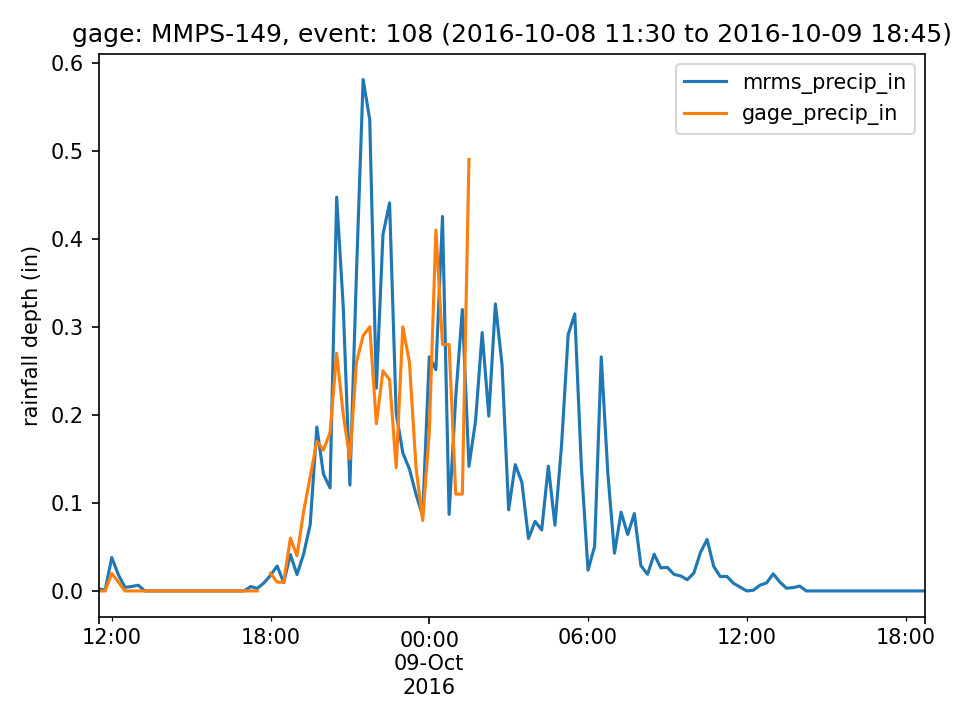 gage: MMPS-149, event: 108 (2016-10-08 11:30 to 2016-10-09 18:45)
mrms_precip_in
gage_precip_in
rainfall depth (in)
0.6
0.5
0.4
0.3
0.2
0.1
0.0
12:00 18:00 00:00 06:00 12:00 18:00
09-Oct
2016